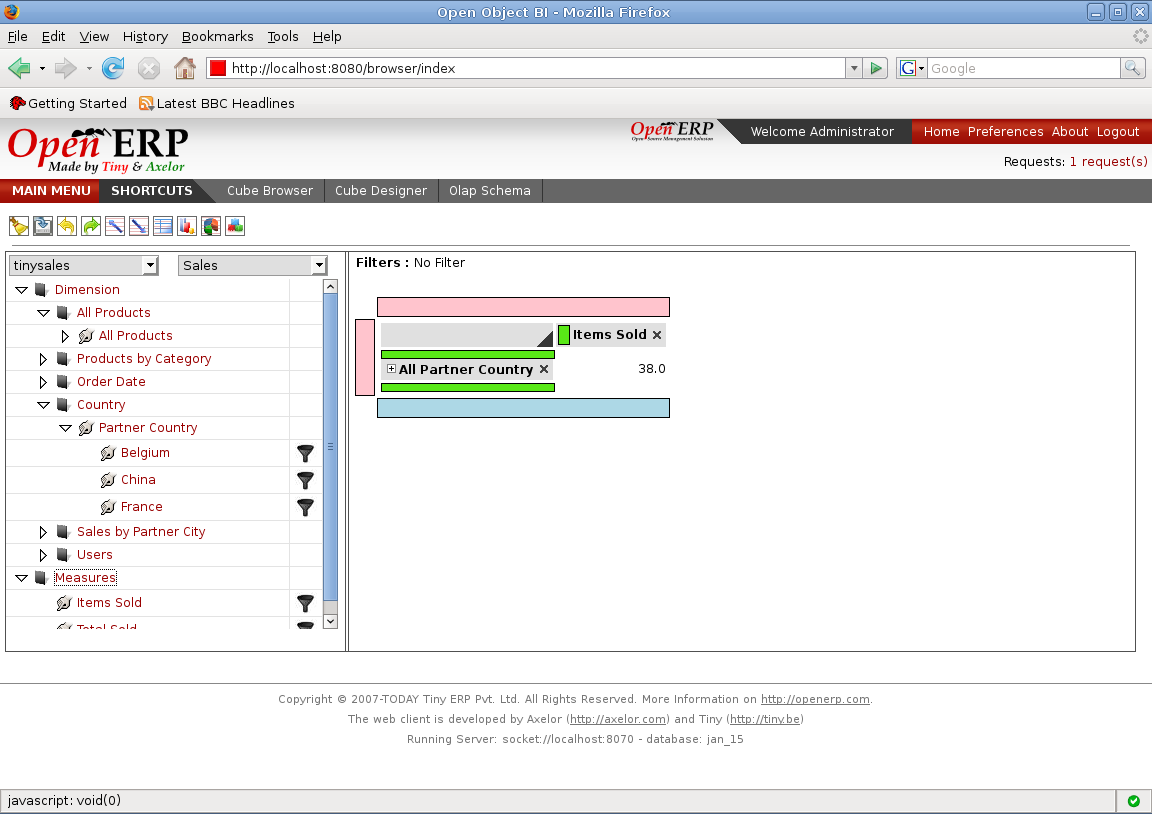 Open Object BI - Mozilla Firefox
File Edit View History Bookmarks Tools Help
http://localhost:8080/browser/index
G Google
Getting Started Latest BBC Headlines
Open ERP
Made by Tiny & Axelor
Open ERP
Open Source Management Solution
Welcome Administrator
Home Preferences About Logout
Requests: 1 request(s)
MAIN MENU SHORTCUTS Cube Browser Cube Designer Olap Schema
tinysales Sales
Filters : No Filter
Dimension
All Products
All Products
Products by Category
Order Date
Country
Partner Country
Belgium
China
France
Sales by Partner City
Users
Measures
Items Sold
Total Sold
Items Sold
All Partner Country 38.0
Copyright © 2007-TODAY Tiny ERP Pvt. Ltd. All Rights Reserved. More Information on http://openerp.com.
The web client is developed by Axelor (http://axelor.com) and Tiny (http://tiny.be)
Running Server: socket://localhost:8070 - database: jan_15
javascript: void(0)